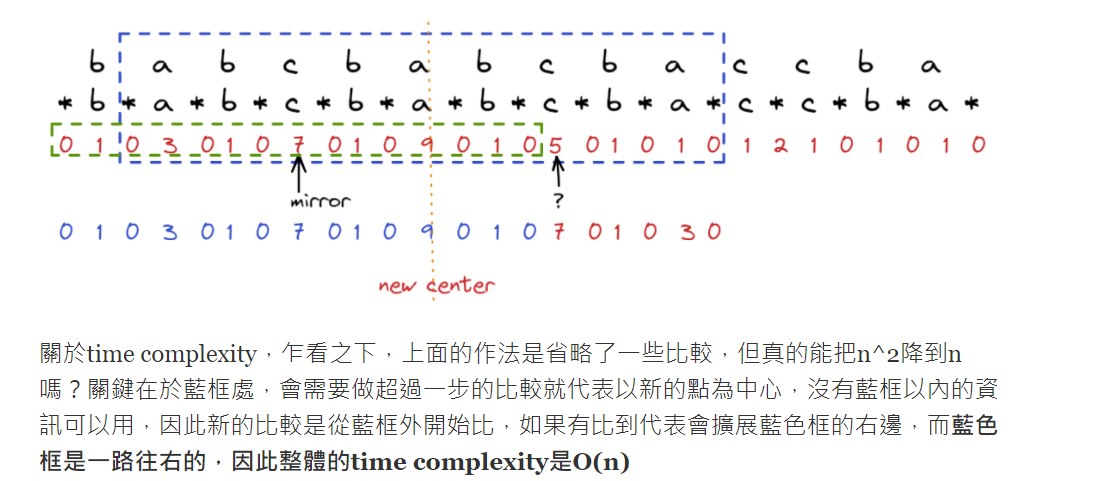 b a b c b a b c b a c c b a
* b * a * b * c * b * a * b * c * b * a * c * c * b * a *
0 1 0 3 0 1 0 7 0 1 0 9 0 1 0 5 0 1 0 1 0 1 2 1 0 1 0 1 0
mirror ?
0 1 0 3 0 1 0 7 0 1 0 9 0 1 0 7 0 1 0 3 0
new center
關於time complexity，乍看之下，上面的作法是省略了一些比較，但真的能把n^2降到n
嗎？關鍵在於藍框處，會需要做超過一步的比較就代表以新的點為中心，沒有藍框以內的資
訊可以用，因此新的比較是從藍框外開始比，如果有比到代表會擴展藍色框的右邊，而藍色
框是一路往右的，因此整體的time complexity是O(n)